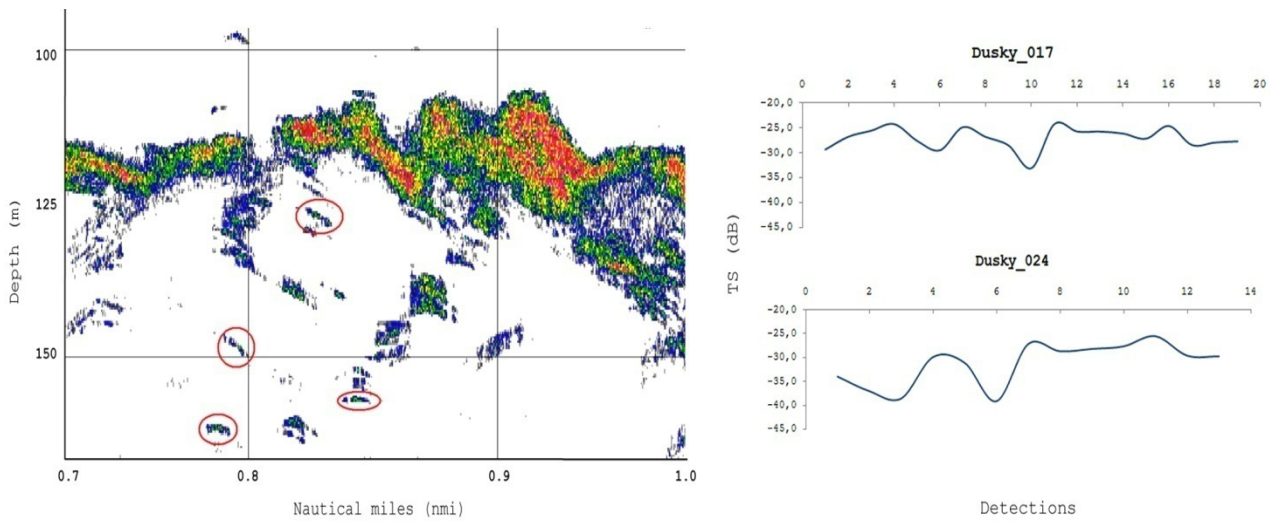 100
125
150
Depth (m)
0.7 0.8 0.9 1.0
Nautical miles (nmi)
Dusky_017
0 2 4 6 8 10 12 14 16 18 20
-20,0
-25,0
-30,0
-35,0
-40,0
-45,0
TS (dB)
Dusky_024
0 2 4 6 8 10 12 14
-20,0
-25,0
-30,0
-35,0
-40,0
-45,0
Detections